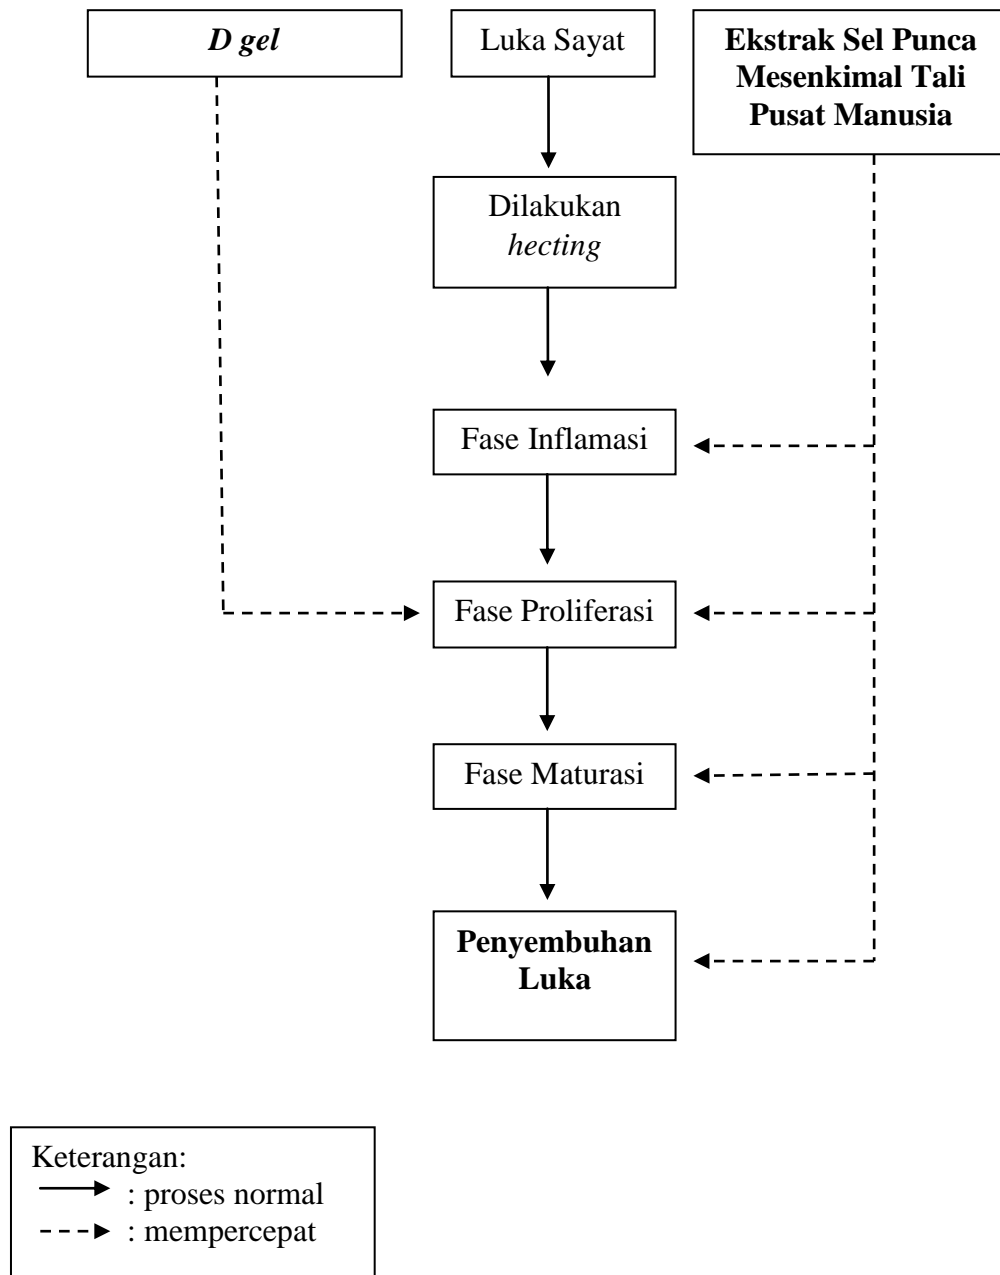 D gel
Luka Sayat
Ekstrak Sel Punca
Mesenkimal Tali
Pusat Manusia
Dilakukan
hecting
Fase Inflamasi
Fase Proliferasi
Fase Maturasi
Penyembuhan
Luka
Keterangan:
: proses normal
: mempercepat